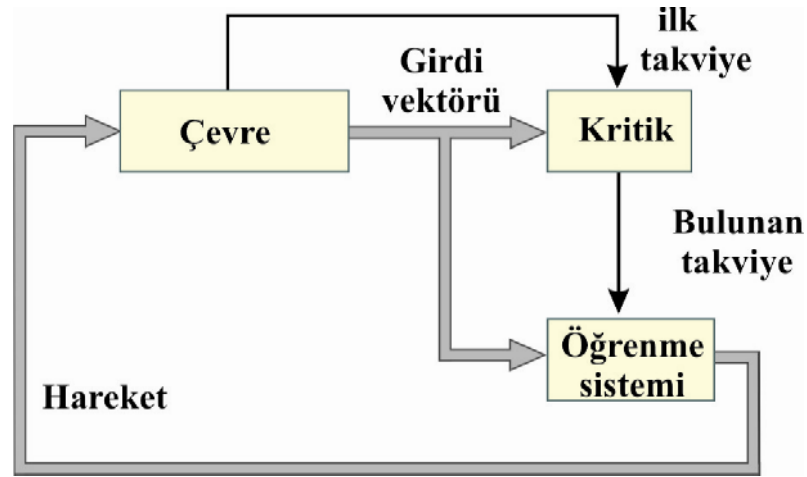 ilk
takviye
Girdi
vektörü
Çevre
Kritik
Bulunan
takviye
Öğrenme
sistemi
Hareket